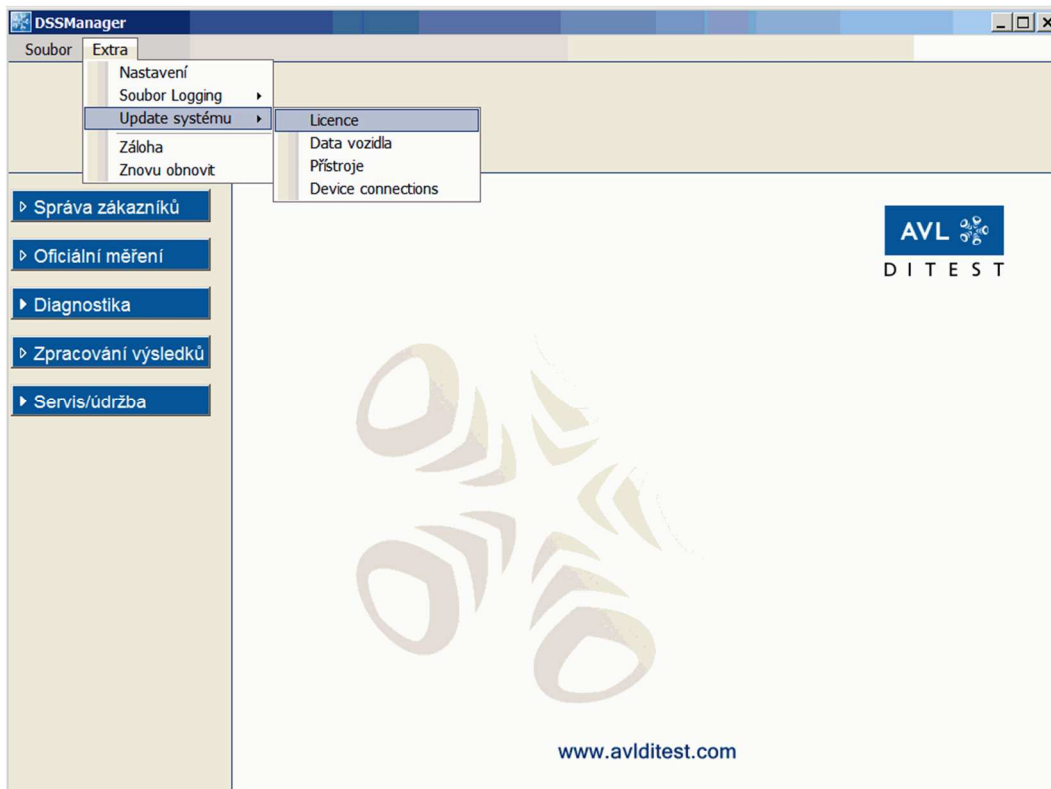 DSSManager
Soubor Extra
Nastavení
Soubor Logging
Update systému
Záloha
Znovu obnovit
Licence
Data vozidla
Přístroje
Device connections
Správa zákazníků
Oficiální měření
Diagnostika
Zpracování výsledků
Servis/údržba
AVL
DITEST
www.avlditest.com